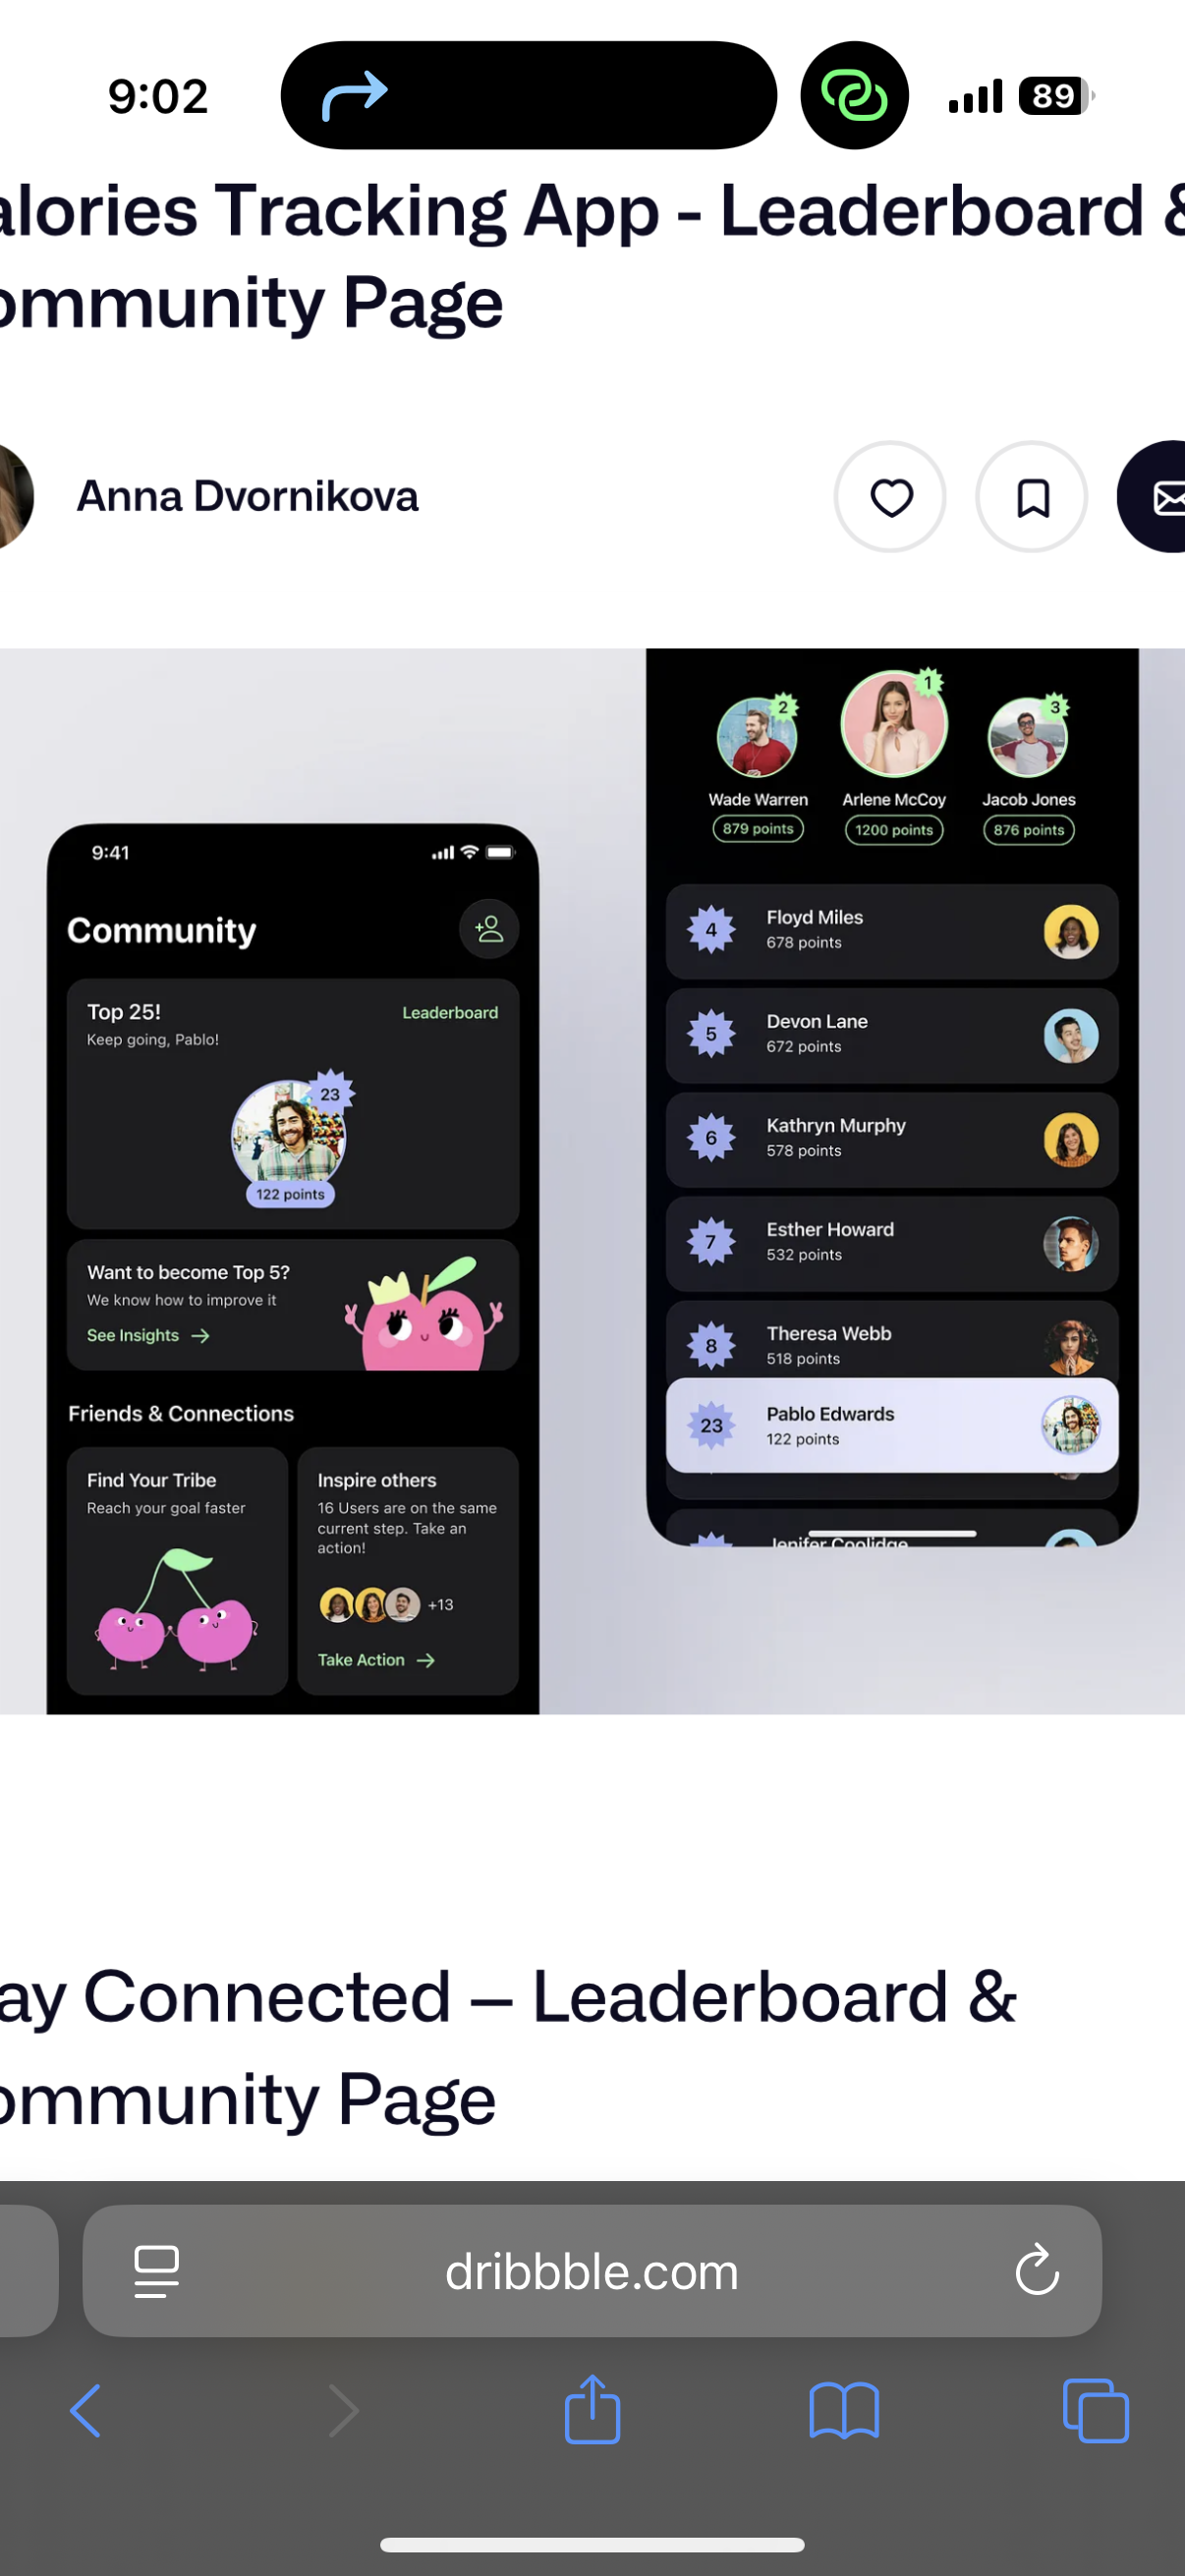 9:02
89
alories Tracking App - Leaderboard &
ommunity Page
Anna Dvornikova
2
1
3
Wade Warren
Arlene McCoy
Jacob Jones
879 points
1200 points
876 points
4
Floyd Miles
678 points
5
Devon Lane
672 points
6
Kathryn Murphy
578 points
7
Esther Howard
532 points
8
Theresa Webb
518 points
23
Pablo Edwards
122 points
Jenifer Coolidge
9:41
Community
Top 25!
Leaderboard
Keep going, Pablo!
23
122 points
Want to become Top 5?
We know how to improve it
See Insights
Friends & Connections
Find Your Tribe
Reach your goal faster
Inspire others
16 Users are on the same
current step. Take an
action!
+13
Take Action
ay Connected – Leaderboard &
ommunity Page
dribbble.com